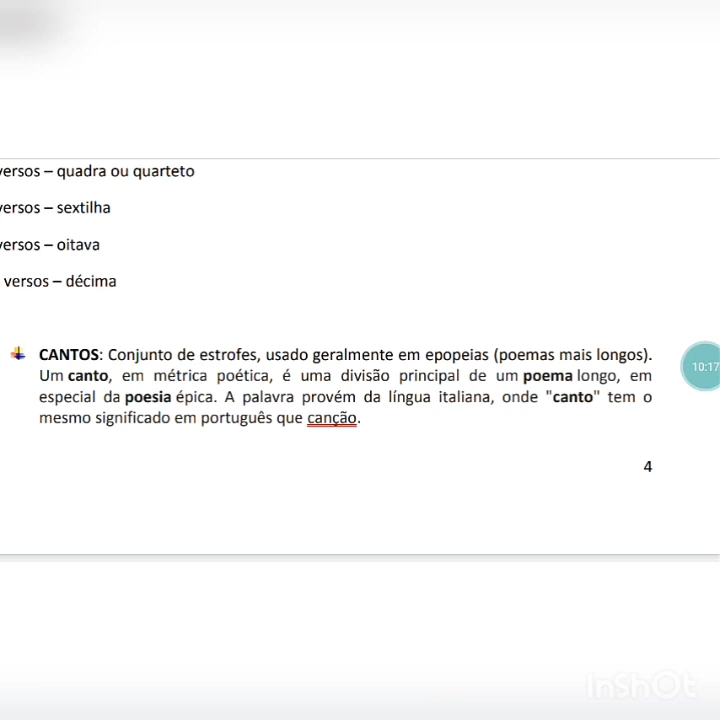 versos – quadra ou quarteto
versos – sextilha
versos – oitava
versos – décima
CANTOS: Conjunto de estrofes, usado geralmente em epopeias (poemas mais longos).
Um canto, em métrica poética, é uma divisão principal de um poema longo, em
especial da poesia épica. A palavra provém da língua italiana, onde "canto" tem o
mesmo significado em português que canção.
10:17
4
InShOt